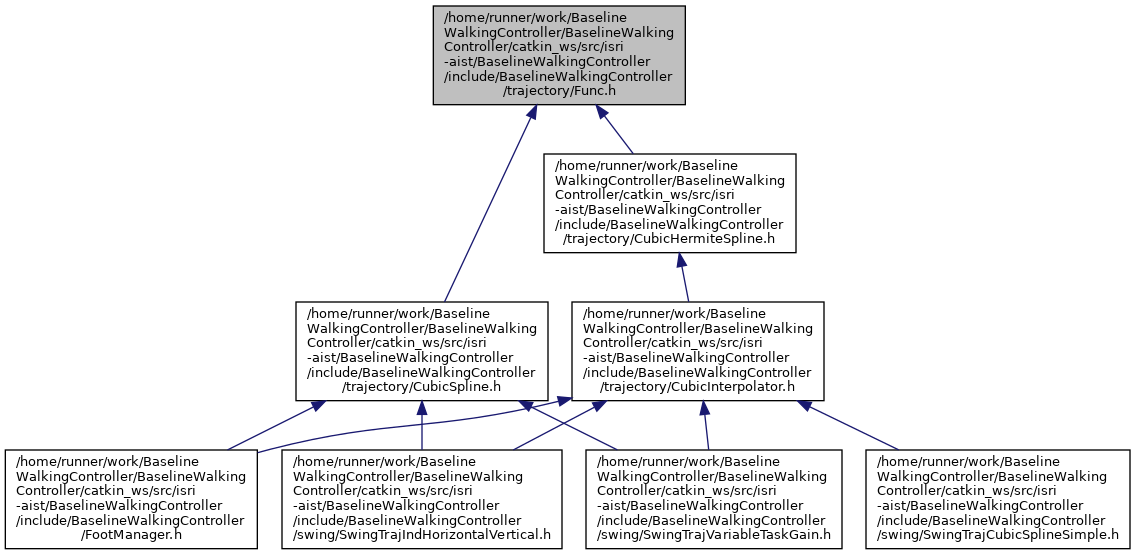 /home/runner/work/Baseline
WalkingController/BaselineWalking
Controller/catkin_ws/src/isri
-aist/BaselineWalkingController
/include/BaselineWalkingController
/trajectory/Func.h
/home/runner/work/Baseline
WalkingController/BaselineWalking
Controller/catkin_ws/src/isri
-aist/BaselineWalkingController
/include/BaselineWalkingController
/trajectory/CubicHermiteSpline.h
/home/runner/work/Baseline
WalkingController/BaselineWalking
Controller/catkin_ws/src/isri
-aist/BaselineWalkingController
/include/BaselineWalkingController
/trajectory/CubicSpline.h
/home/runner/work/Baseline
WalkingController/BaselineWalking
Controller/catkin_ws/src/isri
-aist/BaselineWalkingController
/include/BaselineWalkingController
/trajectory/CubicInterpolator.h
/home/runner/work/Baseline
WalkingController/BaselineWalking
Controller/catkin_ws/src/isri
-aist/BaselineWalkingController
/include/BaselineWalkingController
/FootManager.h
/home/runner/work/Baseline
WalkingController/BaselineWalking
Controller/catkin_ws/src/isri
-aist/BaselineWalkingController
/include/BaselineWalkingController
/swing/SwingTrajIndHorizontalVertical.h
/home/runner/work/Baseline
WalkingController/BaselineWalking
Controller/catkin_ws/src/isri
-aist/BaselineWalkingController
/include/BaselineWalkingController
/swing/SwingTrajVariableTaskGain.h
/home/runner/work/Baseline
WalkingController/BaselineWalking
Controller/catkin_ws/src/isri
-aist/BaselineWalkingController
/include/BaselineWalkingController
/swing/SwingTrajCubicSplineSimple.h